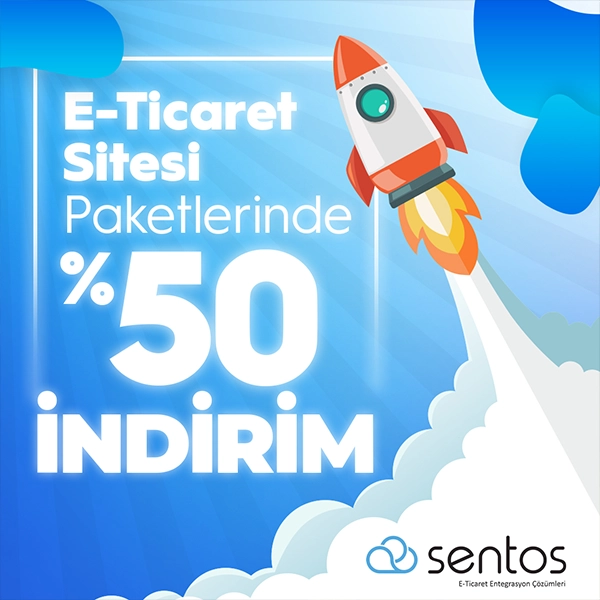 E-Ticaret
Sitesi
Paketlerinde
%50
İNDİRİM
sentos
E-Ticaret Entegrasyon Çözümleri